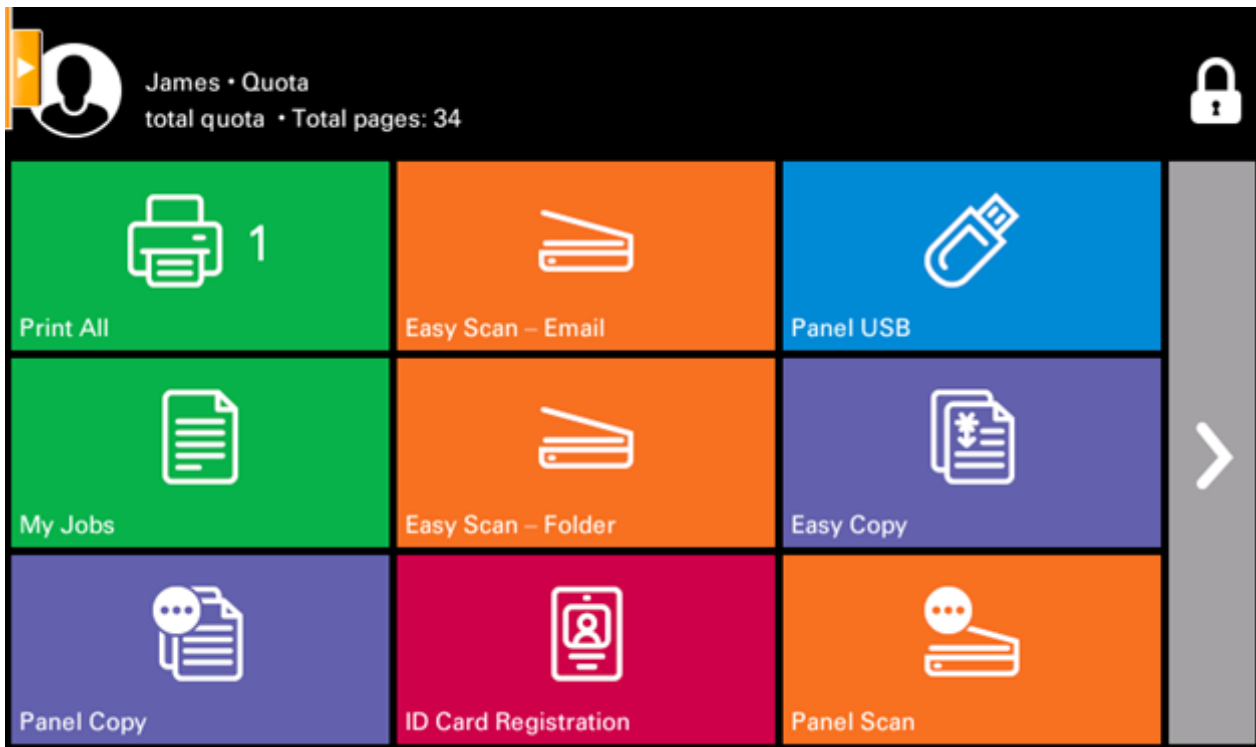 James • Quota
total quota • Total pages: 34
1
Print All
Easy Scan – Email
Panel USB
My Jobs
Easy Scan – Folder
Easy Copy
Panel Copy
ID Card Registration
Panel Scan